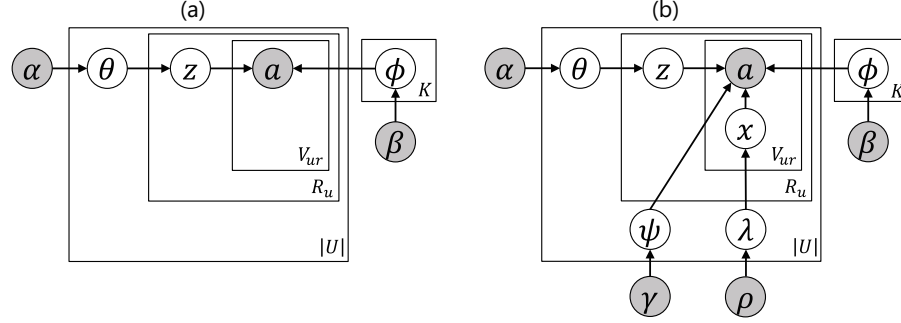 (a)
(b)
α θ z a ϕ
K
β
V_ur
R_u
|U|
α θ z a ϕ
K
x
β
V_ur
R_u
ψ λ
|U|
γ ρ